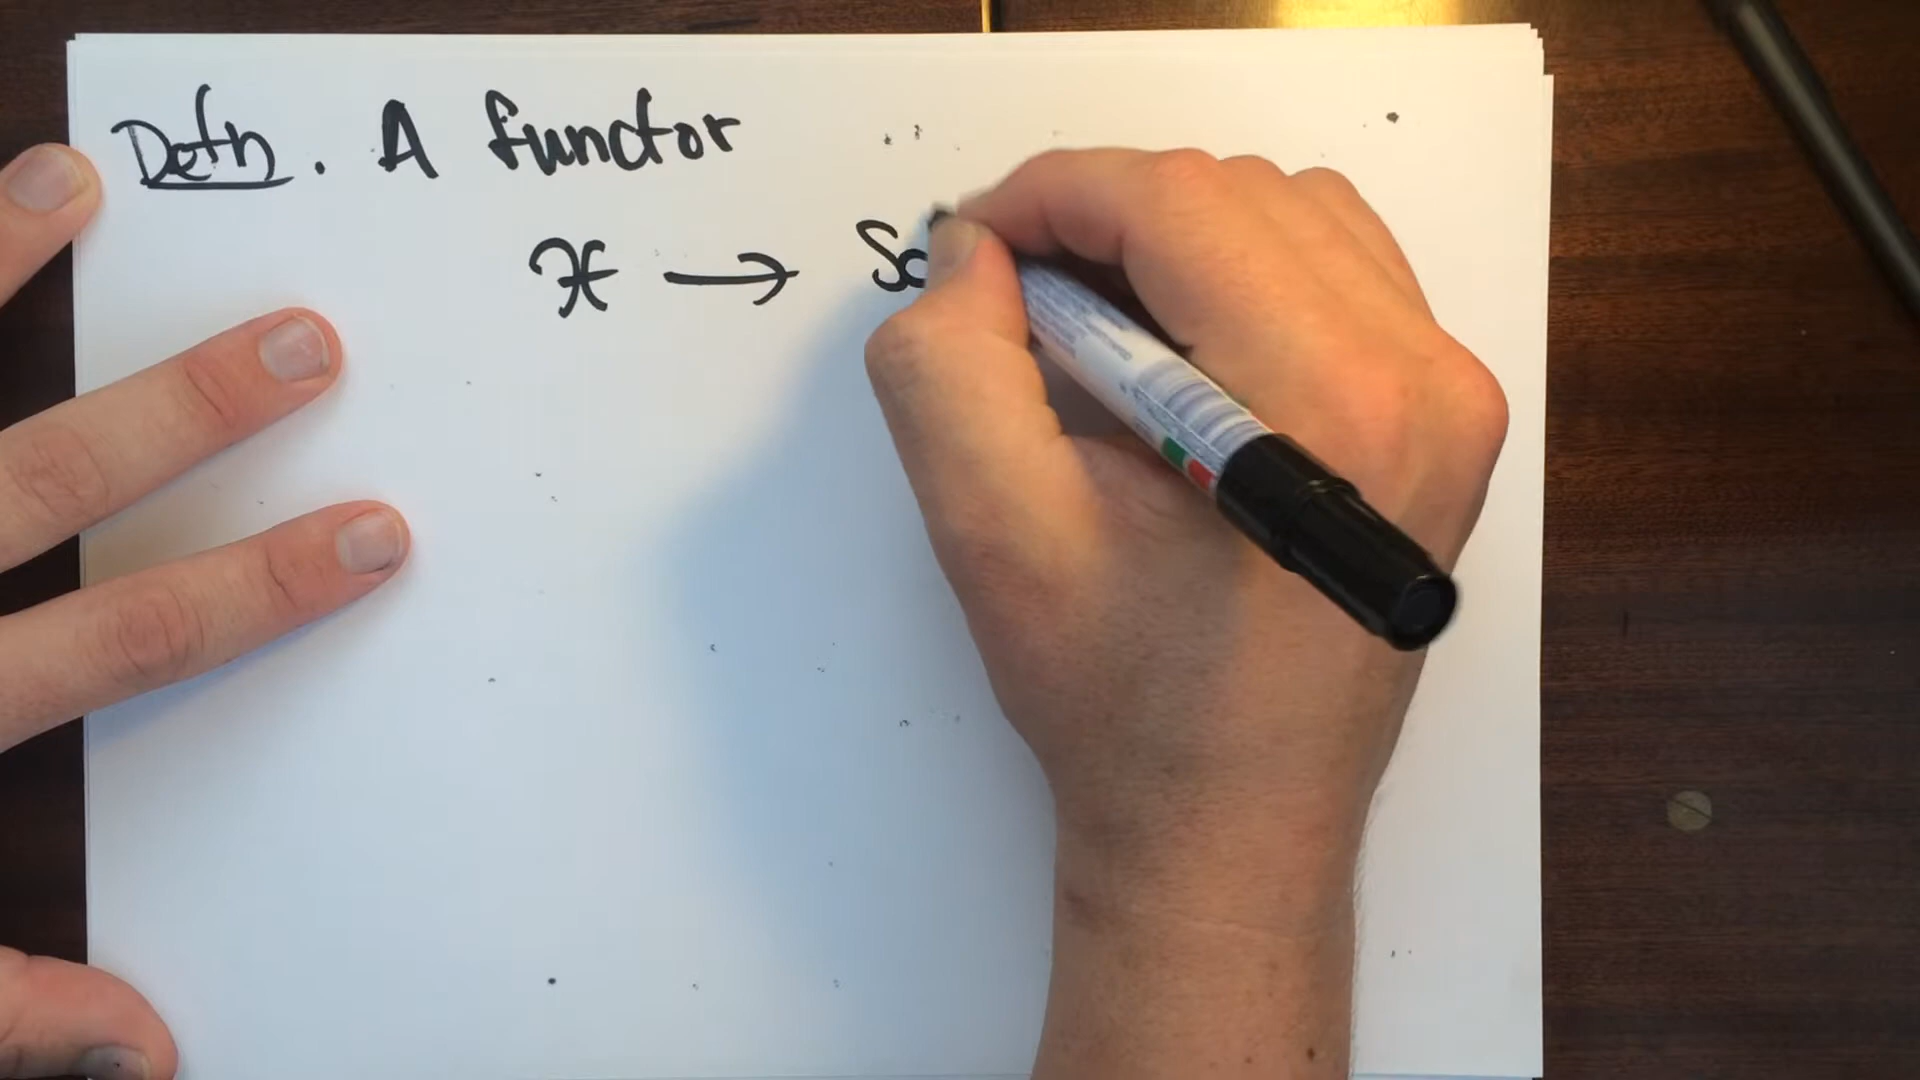 Defn. A functor
ℋ → Sc